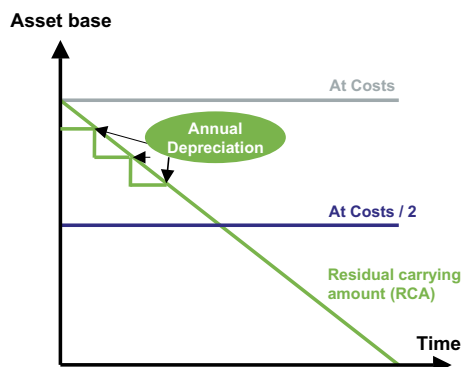 Asset base
At Costs
Annual
Depreciation
At Costs / 2
Residual carrying
amount (RCA)
Time